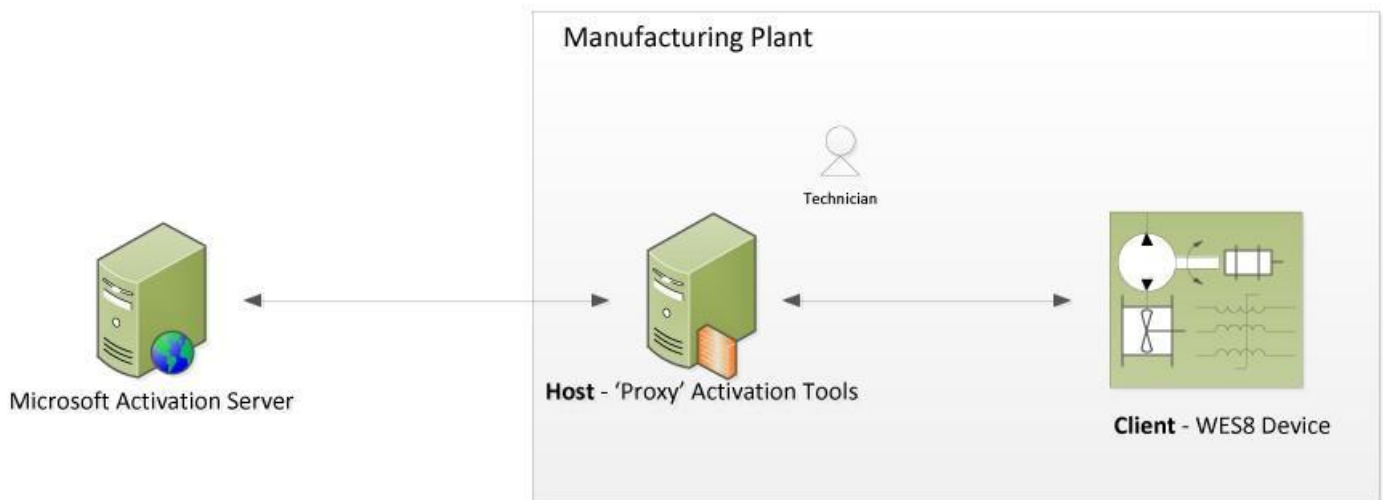 Manufacturing Plant
Technician
Microsoft Activation Server
Host - ‘Proxy’ Activation Tools
Client - WES8 Device